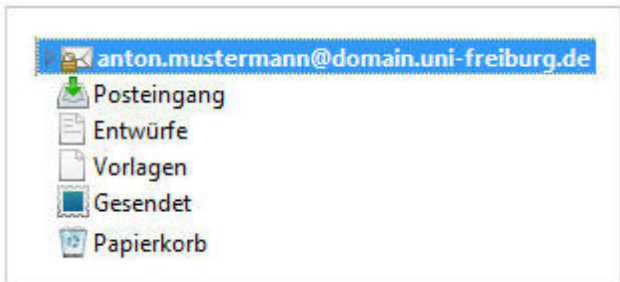 anton.mustermann@domain.uni-freiburg.de
Posteingang
Entwürfe
Vorlagen
Gesendet
Papierkorb